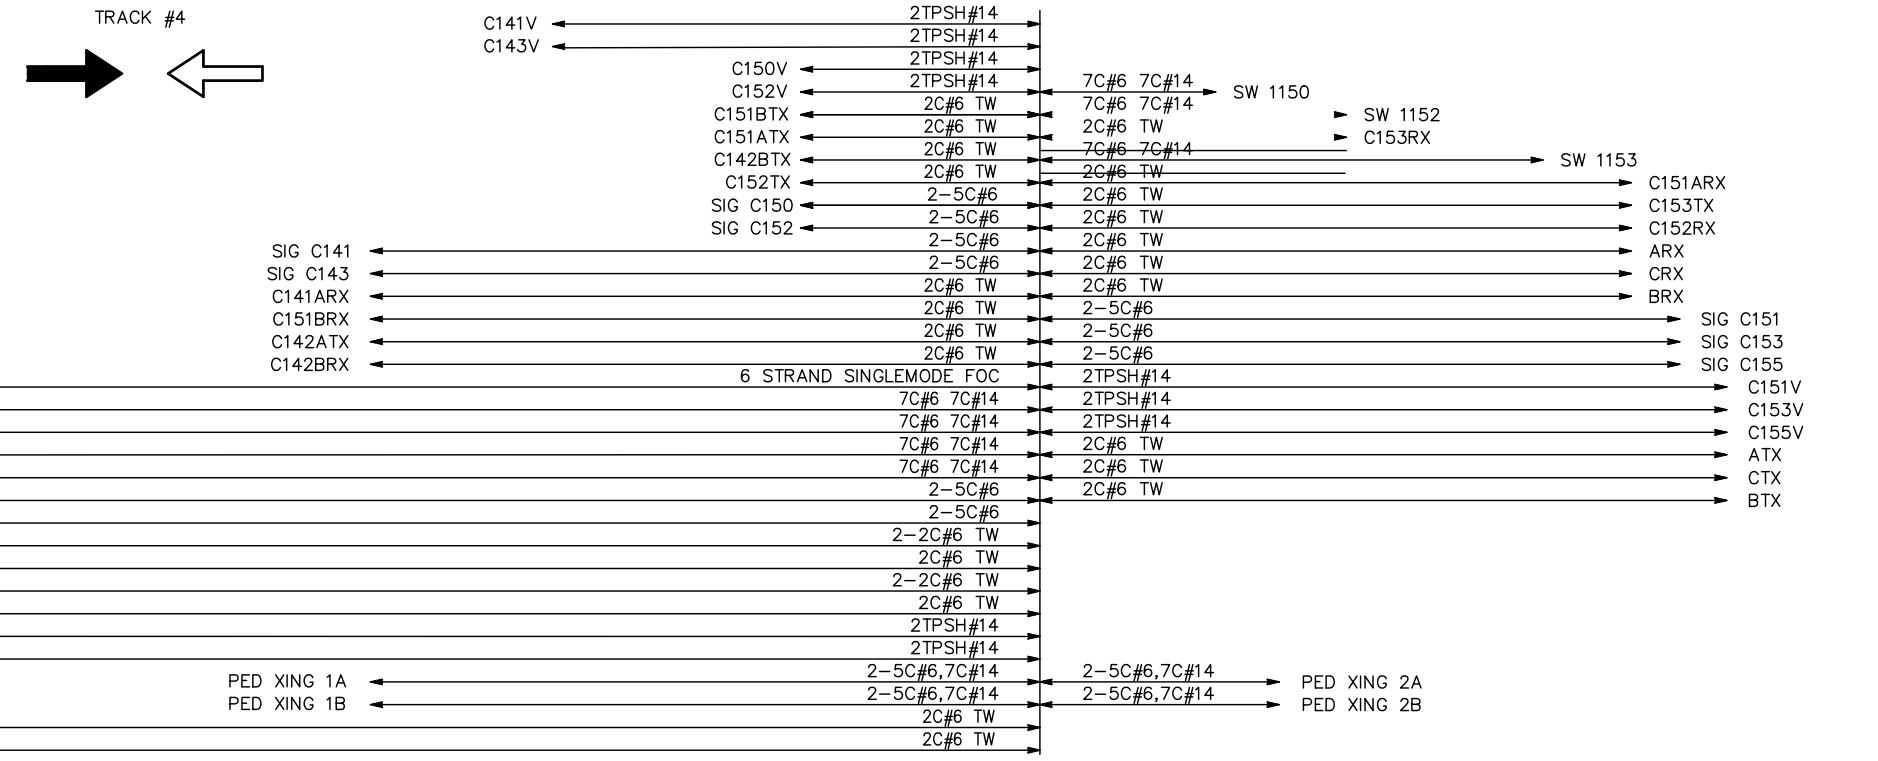 TRACK #4
C141V 2TPSH#14
C143V 2TPSH#14
C150V 2TPSH#14
C152V 2TPSH#14 7C#6 7C#14 SW 1150
C151BTX 2C#6 TW 7C#6 7C#14 SW 1152
C151ATX 2C#6 TW 2C#6 TW C153RX
C142BTX 2C#6 TW 7C#6 7C#14 SW 1153
C152TX 2C#6 TW 2C#6 TW C151ARX
SIG C150 2-5C#6 2C#6 TW C153TX
SIG C152 2-5C#6 2C#6 TW C152RX
SIG C141 2-5C#6 2C#6 TW ARX
SIG C143 2-5C#6 2C#6 TW CRX
C141ARX 2C#6 TW 2C#6 TW BRX
C151BRX 2C#6 TW 2-5C#6 SIG C151
C142ATX 2C#6 TW 2-5C#6 SIG C153
C142BRX 2C#6 TW 2-5C#6 SIG C155
6 STRAND SINGLEMODE FOC 2TPSH#14 C151V
7C#6 7C#14 2TPSH#14 C153V
7C#6 7C#14 2TPSH#14 C155V
7C#6 7C#14 2C#6 TW ATX
7C#6 7C#14 2C#6 TW CTX
2-5C#6 2C#6 TW BTX
2-5C#6
2-2C#6 TW
2C#6 TW
2-2C#6 TW
2C#6 TW
2TPSH#14
2TPSH#14
PED XING 1A 2-5C#6,7C#14 2-5C#6,7C#14 PED XING 2A
PED XING 1B 2-5C#6,7C#14 2-5C#6,7C#14 PED XING 2B
2C#6 TW
2C#6 TW